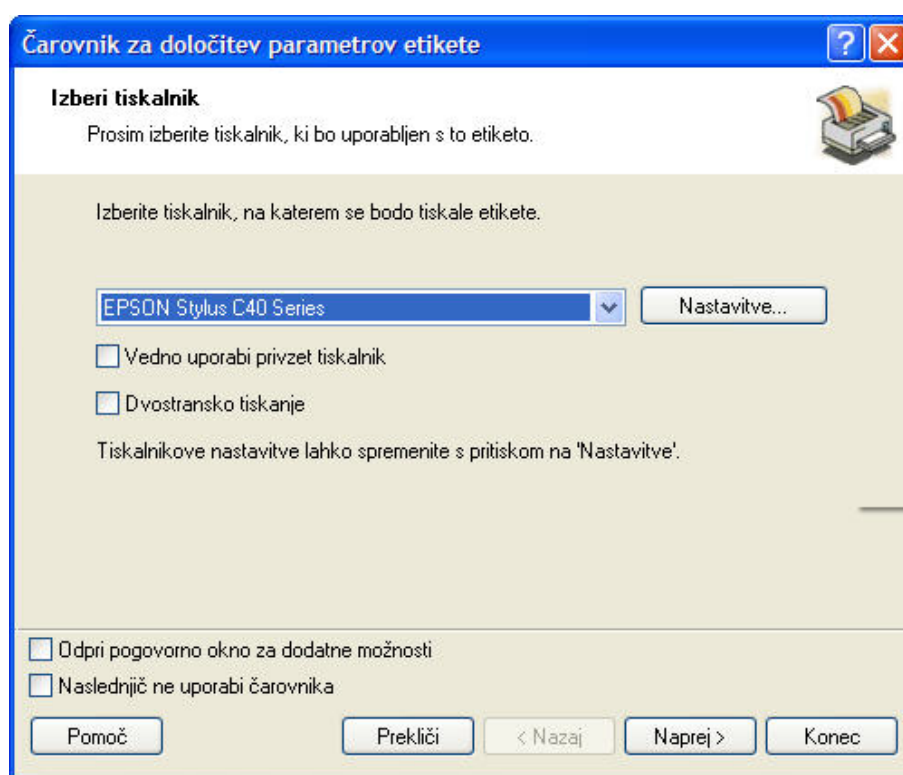 Čarovnik za določitev parametrov etikete
Izberi tiskalnik
Prosim izberite tiskalnik, ki bo uporabljen s to etiketo.
Izberite tiskalnik, na katerem se bodo tiskale etikete.
EPSON Stylus C40 Series Nastavitve...
Vedno uporabi privzet tiskalnik
Dvostransko tiskanje
Tiskalnikove nastavitve lahko spremenite s pritiskom na 'Nastavitve'.
Odpri pogovorno okno za dodatne možnosti
Naslednjič ne uporabi čarovnika
Pomoč Prekliči < Nazaj Naprej > Konec